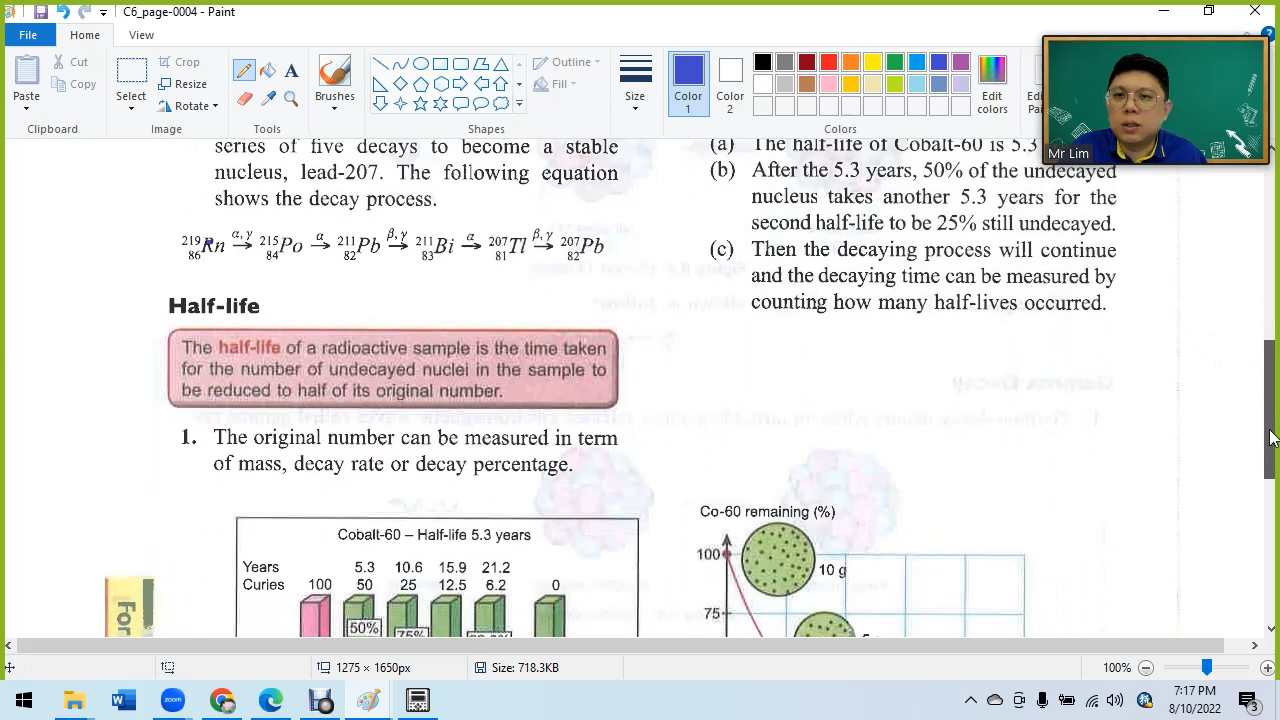 C6_page-0004 - Paint
File Home View
Paste
Cut
Copy
Clipboard
Select
Crop
Resize
Rotate
Image
A
Tools
Brushes
Outline
Fill
Shapes
Size
Color 1
Color 2
Edit colors
Colors
Mr Lim
series of five decays to become a stable
nucleus, lead-207. The following equation
shows the decay process.
²¹⁹₈₆Rn α, γ → ²¹⁵₈₄Po α → ²¹¹₈₂Pb β, γ → ²¹¹₈₃Bi α → ²⁰⁷₈₁Tl β, γ → ²⁰⁷₈₂Pb
Half-life
The half-life of a radioactive sample is the time taken
for the number of undecayed nuclei in the sample to
be reduced to half of its original number.
1. The original number can be measured in term
of mass, decay rate or decay percentage.
Cobalt-60 – Half-life 5.3 years
Years 5.3 10.6 15.9 21.2
Curies 100 50 25 12.5 6.2 0
50%
75%
For
(a) The half-life of Cobalt-60 is 5.3
(b) After the 5.3 years, 50% of the undecayed
nucleus takes another 5.3 years for the
second half-life to be 25% still undecayed.
(c) Then the decaying process will continue
and the decaying time can be measured by
counting how many half-lives occurred.
Co-60 remaining (%)
100
10 g
75
1275 × 1650px
Size: 718.3KB
100%
zoom
7:17 PM
8/10/2022
3